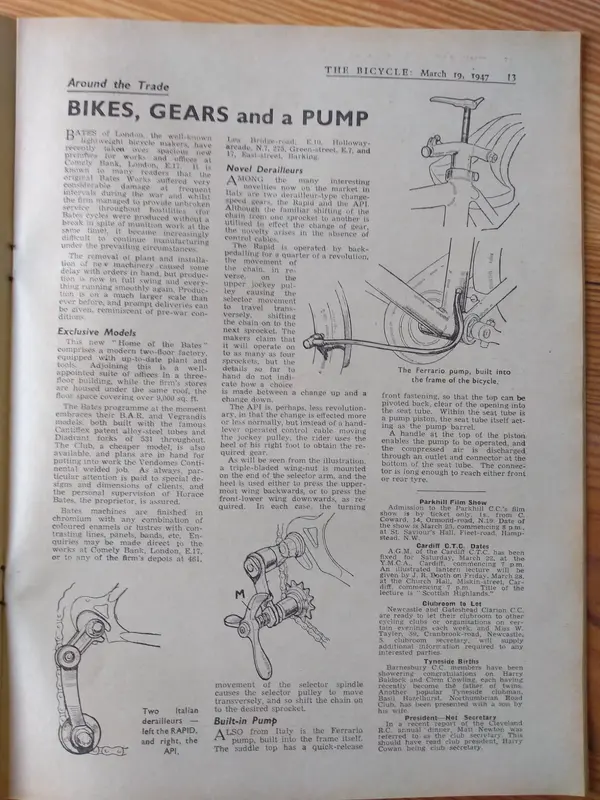 THE BICYCLE: March 19, 1947 13
Around the Trade
BIKES, GEARS and a PUMP
BATES of London, the well-known
lightweight bicycle makers, have
recently taken over spacious new
premises for works and offices at
Comely Bank, London, E.17. It is
known to many readers that the
original Bates Works suffered very
considerable damage at frequent
intervals during the war and whilst
the firm managed to provide unbroken
service throughout hostilities (for
Bates cycles were produced without a
break in spite of munition work at the
same time), it became increasingly
difficult to continue manufacturing
under the prevailing circumstances.
The removal of plant and installa-
tion of new machinery caused some
delay with orders in hand, but produc-
tion is now in full swing and every-
thing running smoothly again. Produc-
tion is on a much larger scale than
ever before, and prompt deliveries can
be given, reminiscent of pre-war con-
ditions.
Exclusive Models
This new "Home of the Bates"
comprises a modern two-floor factory,
equipped with up-to-date plant and
tools. Adjoining this is a well-
appointed suite of offices in a three-
floor building, while the firm's stores
are housed under the same roof, the
floor space covering over 8,000 sq. ft.
The Bates programme at the moment
embraces their B.A.R. and Vegrandis
models, both built with the famous
Cantiflex patent alloy-steel tubes and
Diadrant forks of 531 throughout.
The Club, a cheaper model, is also
available, and plans are in hand for
putting into work the Vendomes Conti-
nental welded job. As always, par-
ticular attention is paid to special de-
signs and dimensions of clients, and
the personal supervision of Horace
Bates, the proprietor, is assured.
Bates machines are finished in
chromium with any combination of
coloured enamels or lustres with con-
trasting lines, panels, bands, etc. En-
quiries may be made direct to the
works at Comely Bank, London, E.17,
or to any of the firm's depots at 461,
Two Italian
derailleurs —
left the RAPID,
and right, the
API.
Lea Bridge-road, E.10, Holloway-
arcade, N.7, 275, Green-street, E.7, and
17, East-street, Barking.
Novel Derailleurs
AMONG the many interesting
novelties now on the market in
Italy are two derailleur-type change-
speed gears, the Rapid and the API.
Although the familiar shifting of the
chain from one sprocket to another is
utilised to effect the change of gear,
the novelty arises in the absence of
control cables.
The Rapid is operated by back-
pedalling for a quarter of a revolution,
the movement of
the chain, in re-
verse, on the
upper jockey pul-
ley causing the
selector movement
to travel trans-
versely, shifting
the chain on to the
next sprocket. The
makers claim that
it will operate on
to as many as four
sprockets, but the
details so far to
hand do not indi-
cate how a choice
is made between a change up and a
change down.
The API is, perhaps, less revolution-
ary, in that the change is effected more
or less normally, but instead of a hand-
lever operated control cable moving
the jockey pulley, the rider uses the
heel of his right foot to obtain the re-
quired gear.
As will be seen from the illustration,
a triple-bladed wing-nut is mounted
on the end of the selector arm, and the
heel is used either to press the upper-
most wing backwards, or to press the
front-lower wing downwards, as re-
quired. In each case, the turning
M
movement of the selector spindle
causes the selector pulley to move
transversely, and so shift the chain on
to the desired sprocket.
Built-in Pump
ALSO from Italy is the Ferrario
pump, built into the frame itself.
The saddle top has a quick-release
The Ferrario pump, built into
the frame of the bicycle.
front fastening, so that the top can be
pivoted back, clear of the opening into
the seat tube. Within the seat tube is
a pump piston, the seat tube itself act-
ing as the pump barrel.
A handle at the top of the piston
enables the pump to be operated, and
the compressed air is discharged
through an outlet and connector at the
bottom of the seat tube. The connec-
tor is long enough to reach either front
or rear tyre.
Parkhill Film Show
Admission to the Parkhill C.C.'s film
show is by ticket only, 1s. from C.
Coward, 14, Ormond-road, N.19. Date of
the show is March 25, commencing 8 p.m.,
at St. Saviour's Hall, Fleet-road, Hamp-
stead, N.W.
Cardiff C.T.C. Dates
A.G.M. of the Cardiff C.T.C. has been
fixed for Saturday, March 22, at the
Y.M.C.A., Cardiff, commencing 7 p.m.
An illustrated lantern lecture will be
given by J. R. Booth on Friday, March 28,
at the Church Hall, Miskin-street, Car-
diff, commencing 7 p.m. Title of the
lecture is "Scottish Highlands."
Clubroom to Let
Newcastle and Gateshead Clarion C.C.
are ready to let their clubroom to other
cycling clubs or organisations on cer-
tain evenings each week, and Miss W.
Tayler, 59, Cranbrook-road, Newcastle,
5, clubroom secretary, will supply
additional information required to any
interested parties.
Tyneside Births
Barnesbury C.C. members have been
showering congratulations on Harry
Baldock and Crem Cowling, each having
recently become the father of twins.
Another popular Tyneside clubman,
Basil Hazelhurst, Northumbrian Road
Club, has been presented with a son by
his wife.
President—Not Secretary
In a recent report of the Cleveland
R.C. annual dinner, Matt Newton was
referred to as the club secretary. This
should have read club president, Harry
Cowan being club secretary.